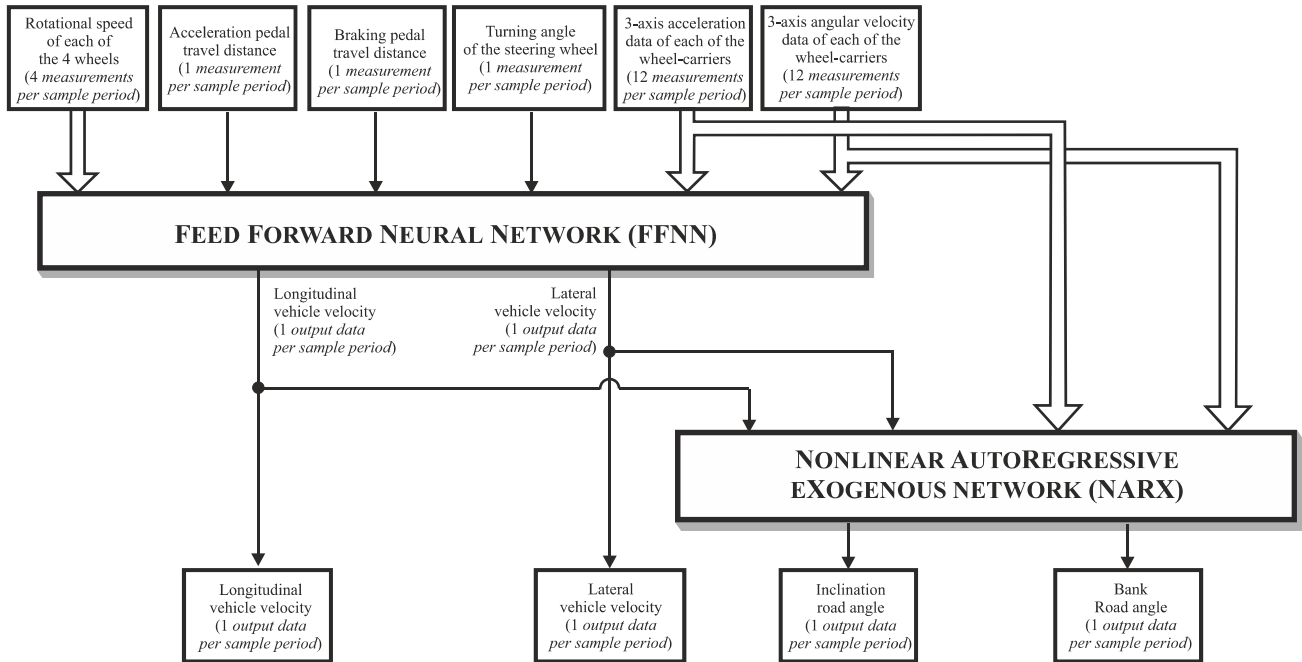 Rotational speed
of each of
the 4 wheels
(4 measurements
per sample period)
Acceleration pedal
travel distance
(1 measurement
per sample period)
Braking pedal
travel distance
(1 measurement
per sample period)
Turning angle
of the steering wheel
(1 measurement
per sample period)
3-axis acceleration
data of each of the
wheel-carriers
(12 measurements
per sample period)
3-axis angular velocity
data of each of the
wheel-carriers
(12 measurements
per sample period)
FEED FORWARD NEURAL NETWORK (FFNN)
Longitudinal
vehicle velocity
(1 output data
per sample period)
Lateral
vehicle velocity
(1 output data
per sample period)
NONLINEAR AUTOREGRESSIVE
EXOGENOUS NETWORK (NARX)
Longitudinal
vehicle velocity
(1 output data
per sample period)
Lateral
vehicle velocity
(1 output data
per sample period)
Inclination
road angle
(1 output data
per sample period)
Bank
Road angle
(1 output data
per sample period)